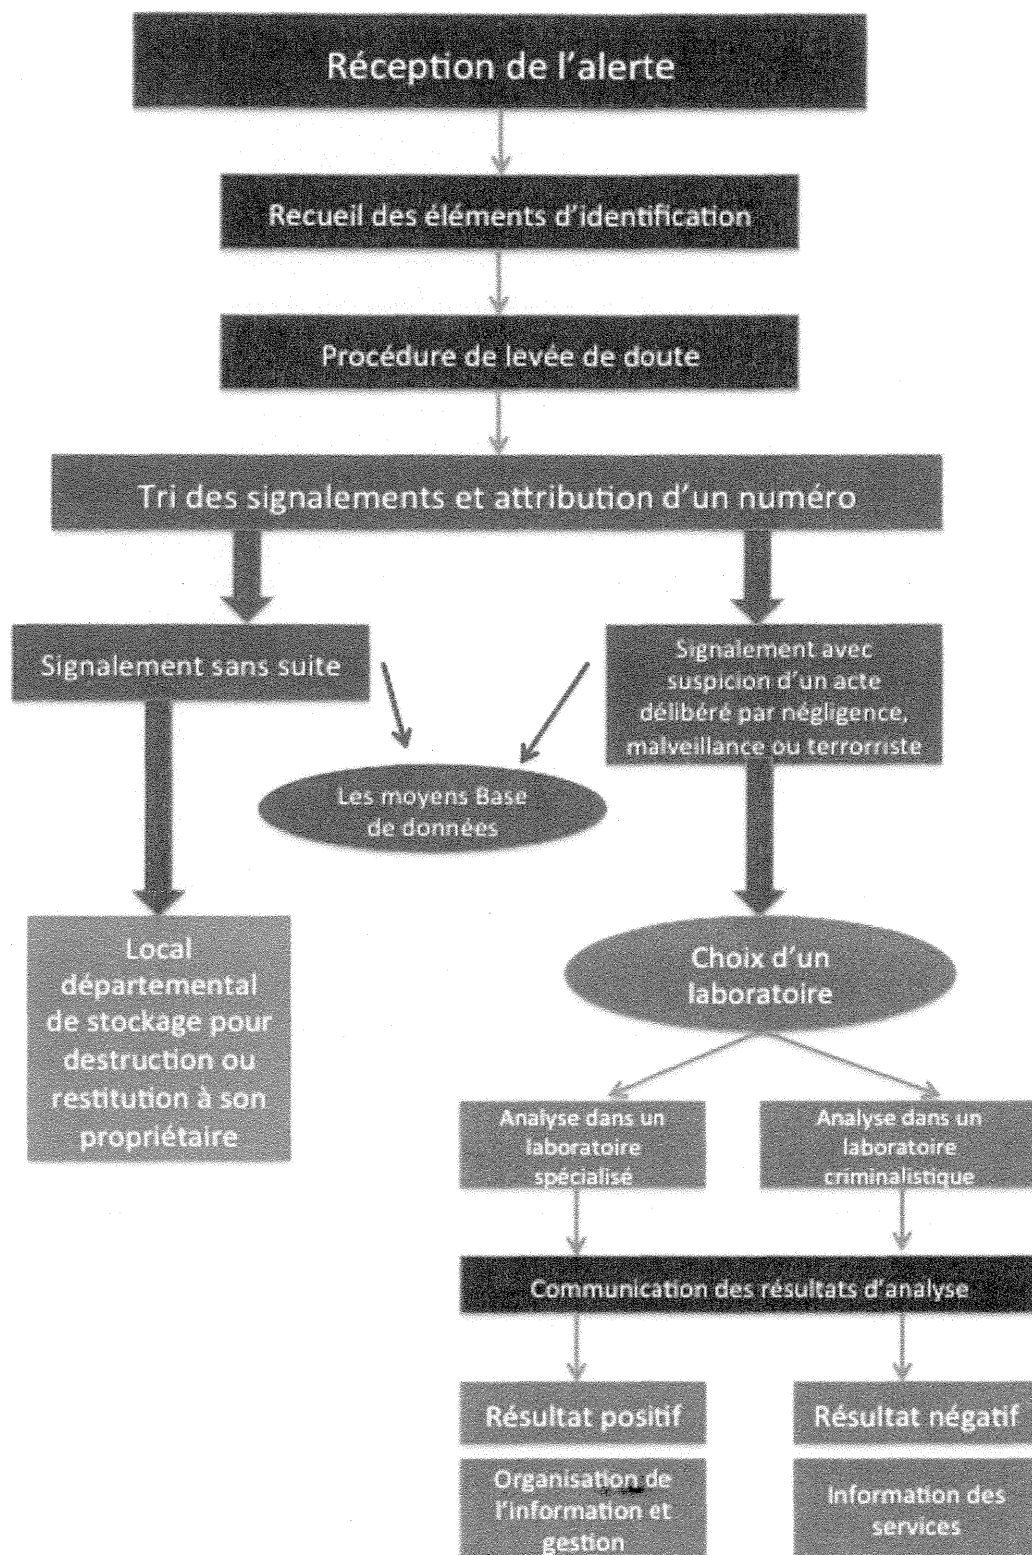 Réception de l'alerte
Recueil des éléments d'identification
Procédure de levée de doute
Tri des signalements et attribution d'un numéro
Signalement sans suite
Signalement avec
suspicion d'un acte
délibéré par négligence,
malveillance ou terrorriste
Les moyens Base
de données
Local
départemental
de stockage pour
destruction ou
restitution à son
propriétaire
Choix d'un
laboratoire
Analyse dans un
laboratoire
spécialisé
Analyse dans un
laboratoire
criminalistique
Communication des résultats d'analyse
Résultat positif
Résultat négatif
Organisation de
l'information et
gestion
Information des
services